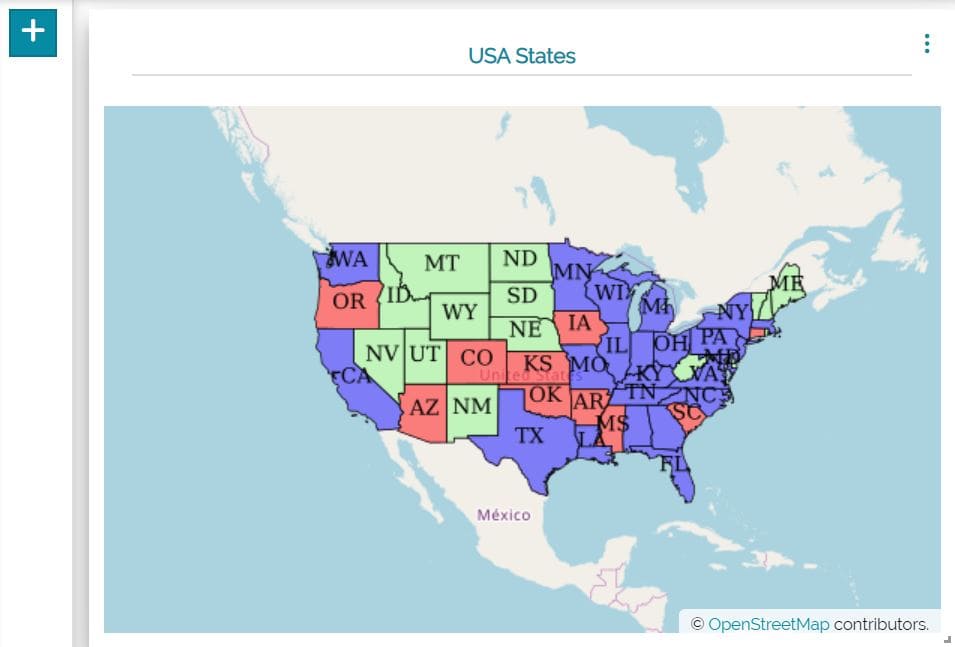 +
USA States
WA
MT
ND
MN
OR
ID
SD
WI
MI
ME
WY
NE
IA
NY
NV
UT
CO
KS
MO
IL
OH
PA
MD
United States
CA
KY
VA
AZ
NM
OK
AR
TN
NC
SC
TX
LA
MS
FL
México
© OpenStreetMap contributors.